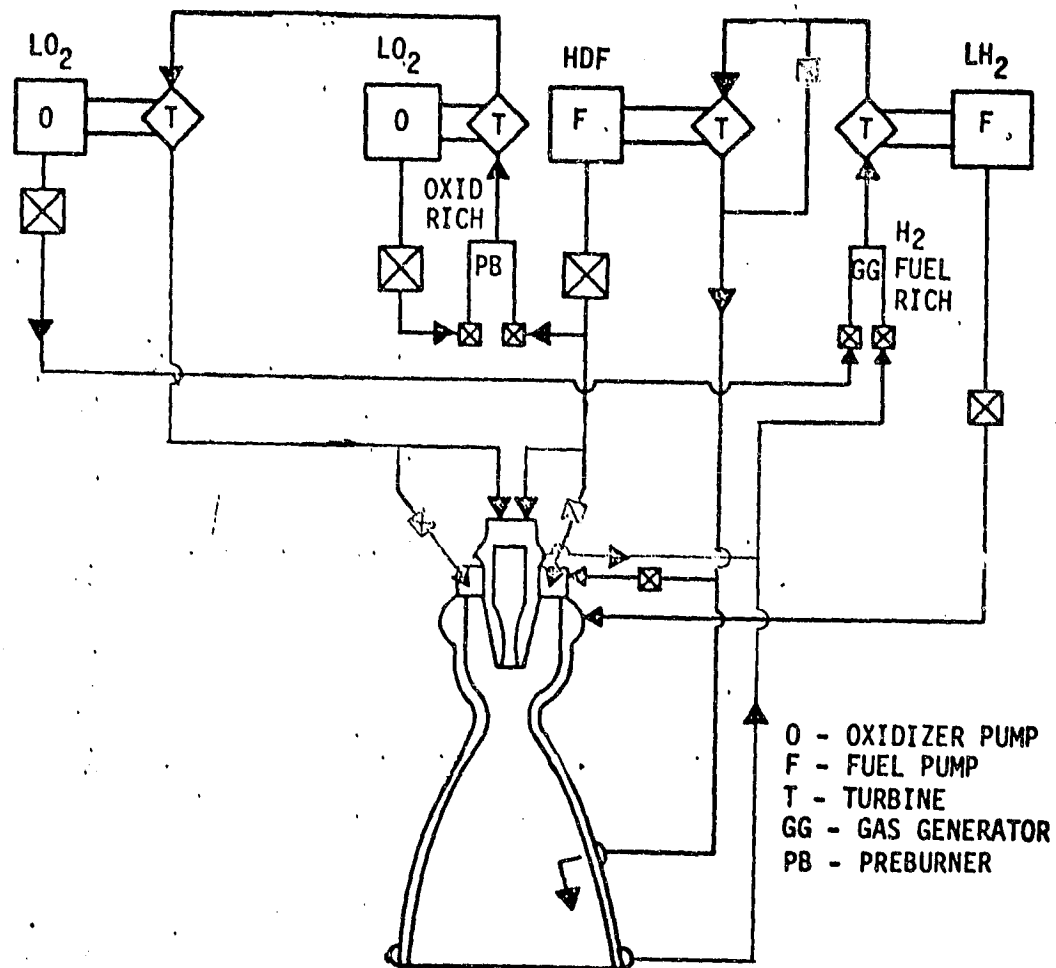 LO2
LO2
HDF
LH2
O
T
O
T
F
T
T
F
OXID
RICH
PB
H2
GG
FUEL
RICH
O - OXIDIZER PUMP
F - FUEL PUMP
T - TURBINE
GG - GAS GENERATOR
PB - PREBURNER